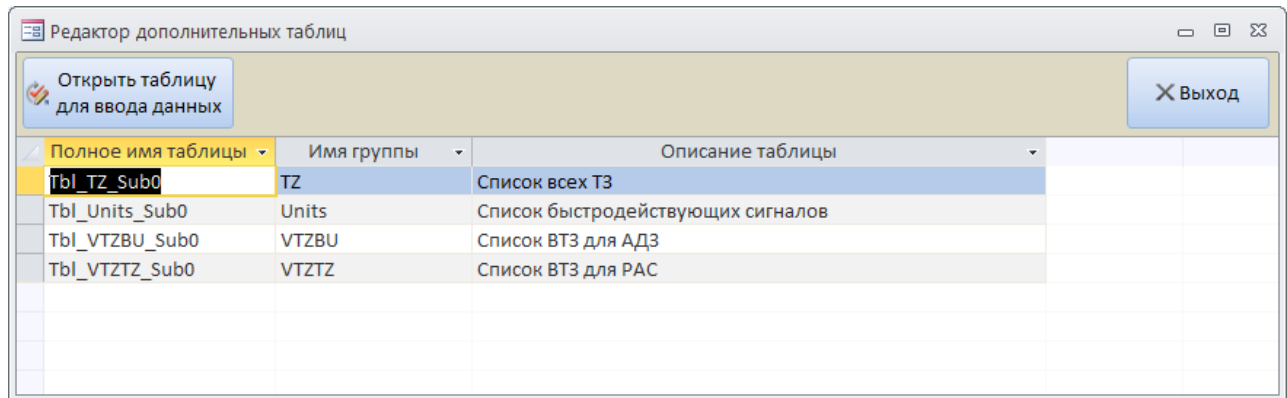 Редактор дополнительных таблиц
Открыть таблицу
для ввода данных
Выход
Полное имя таблицы Имя группы Описание таблицы
Tbl_TZ_Sub0 TZ Список всех ТЗ
Tbl_Units_Sub0 Units Список быстродействующих сигналов
Tbl_VTZBU_Sub0 VTZBU Список ВТЗ для АДЗ
Tbl_VTZTZ_Sub0 VTZTZ Список ВТЗ для РАС